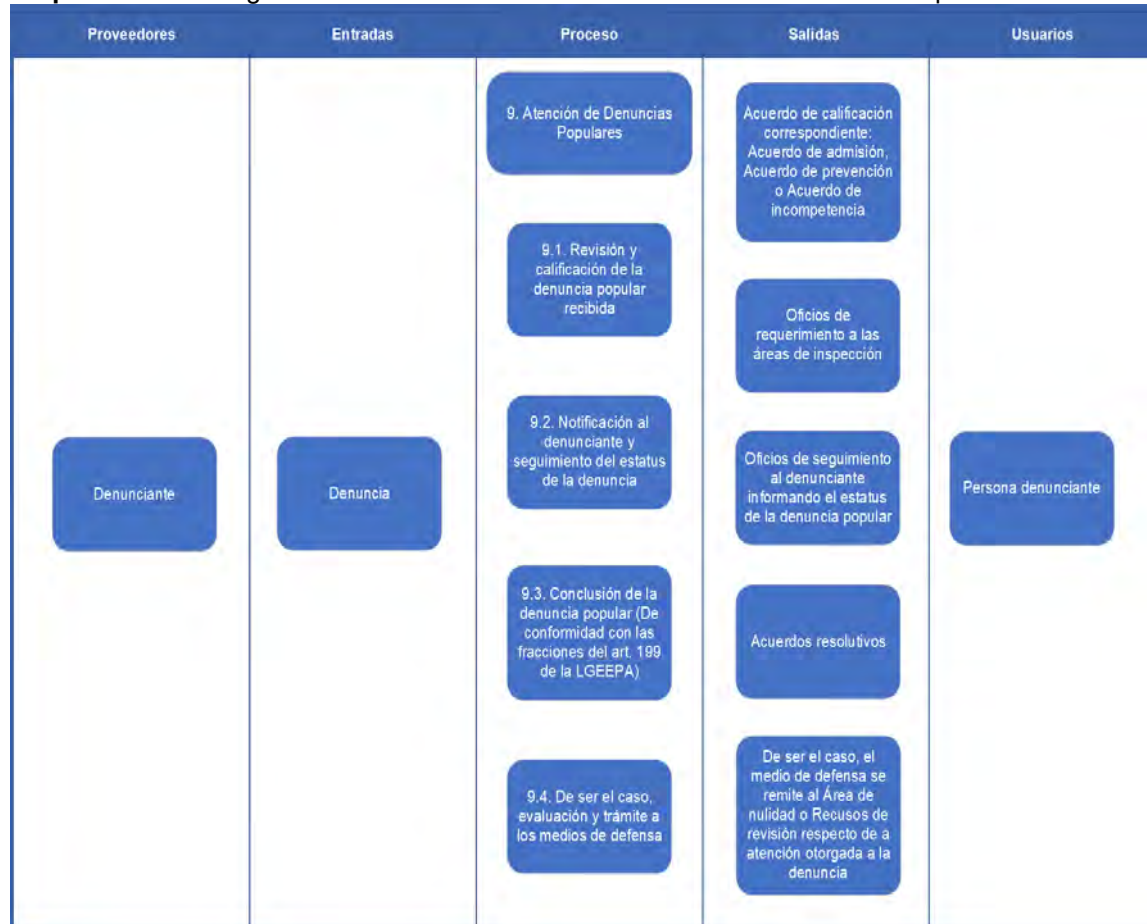 Proveedores
Entradas
Proceso
Salidas
Usuarios
Denunciante
Denuncia
9. Atención de Denuncias
Populares
9.1. Revisión y
calificación de la
denuncia popular
recibida
9.2. Notificación al
denunciante y
seguimiento del estatus
de la denuncia
9.3. Conclusión de la
denuncia popular (De
conformidad con las
fracciones del art. 199
de la LGEEPA)
9.4. De ser el caso,
evaluación y trámite a
los medios de defensa
Acuerdo de calificación
correspondiente:
Acuerdo de admisión,
Acuerdo de prevención
o Acuerdo de
incompetencia
Oficios de
requerimiento a las
áreas de inspección
Oficios de seguimiento
al denunciante
informando el estatus
de la denuncia popular
Acuerdos resolutivos
De ser el caso, el
medio de defensa se
remite al Área de
nulidad o Recusos de
revisión respecto de a
atención otorgada a la
denuncia
Persona denunciante